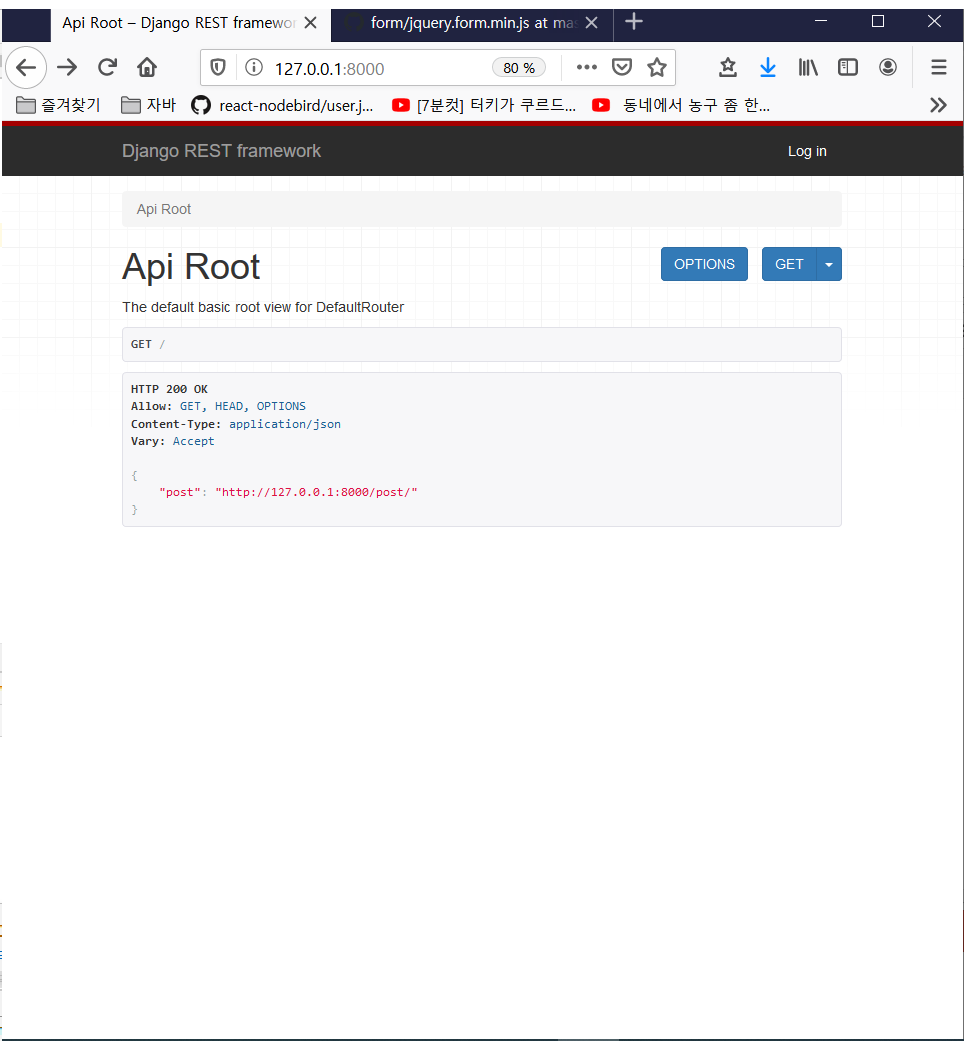 Api Root – Django REST framewor
form/jquery.form.min.js at mas
127.0.0.1:8000
80 %
즐겨찾기
자바
react-nodebird/user.j...
[7분컷] 터키가 쿠르드...
동네에서 농구 좀 한...
Django REST framework
Log in
Api Root
Api Root
OPTIONS
GET
The default basic root view for DefaultRouter
GET /
HTTP 200 OK
Allow: GET, HEAD, OPTIONS
Content-Type: application/json
Vary: Accept
{
"post": "http://127.0.0.1:8000/post/"
}